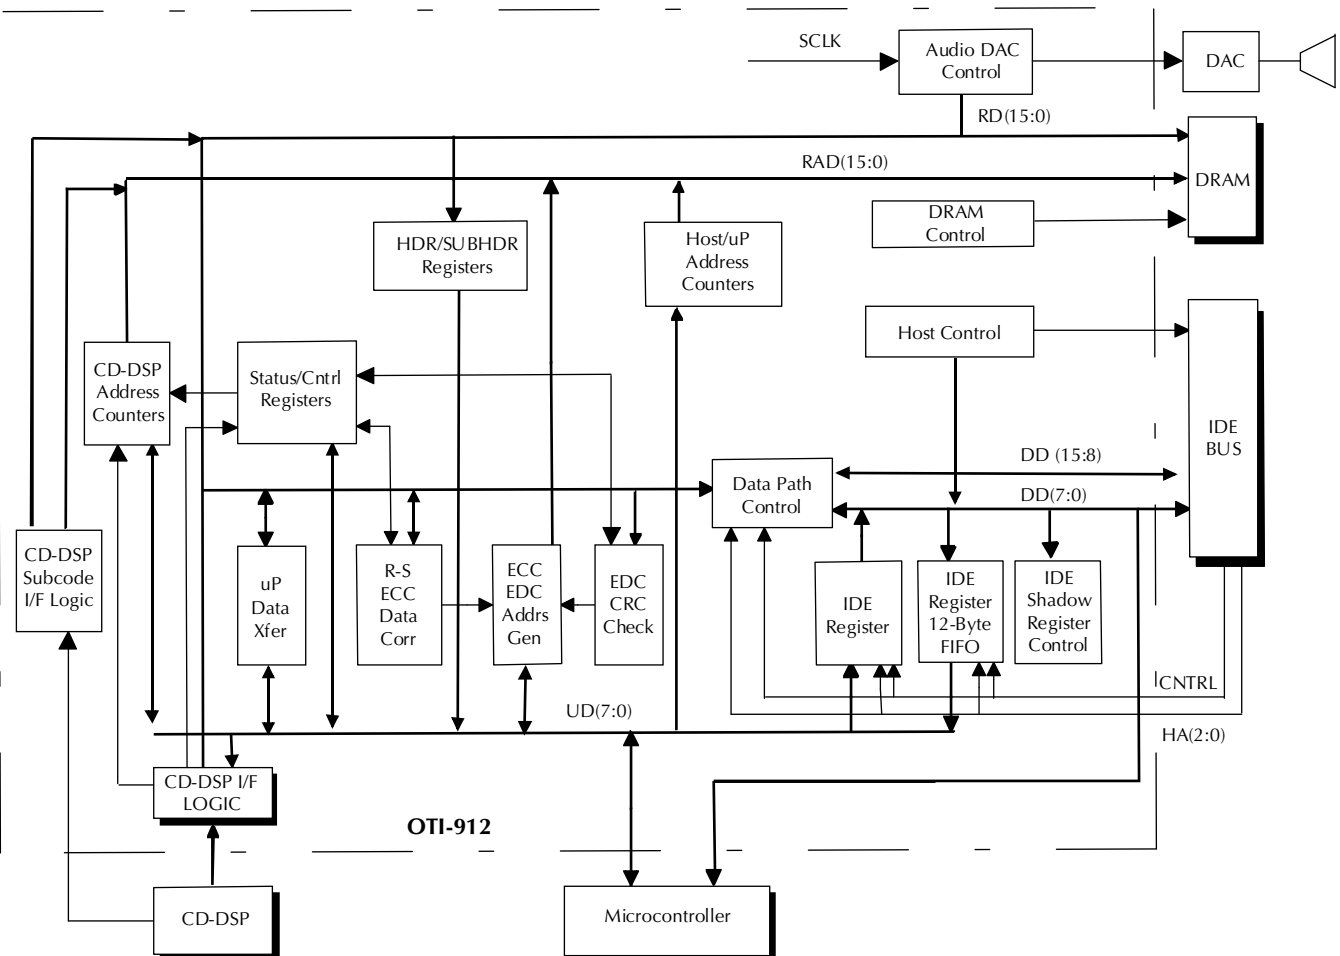 SCLK
Audio DAC
Control
DAC
RD(15:0)
RAD(15:0)
DRAM
DRAM
Control
HDR/SUBHDR
Registers
Host/uP
Address
Counters
Host Control
CD-DSP
Address
Counters
Status/Cntrl
Registers
IDE
BUS
DD (15:8)
Data Path
Control
DD(7:0)
CD-DSP
Subcode
I/F Logic
uP
Data
Xfer
R-S
ECC
Data
Corr
ECC
EDC
Addrs
Gen
EDC
CRC
Check
IDE
Register
IDE
Register
12-Byte
FIFO
IDE
Shadow
Register
Control
CNTRL
UD(7:0)
HA(2:0)
CD-DSP I/F
LOGIC
OTI-912
CD-DSP
Microcontroller